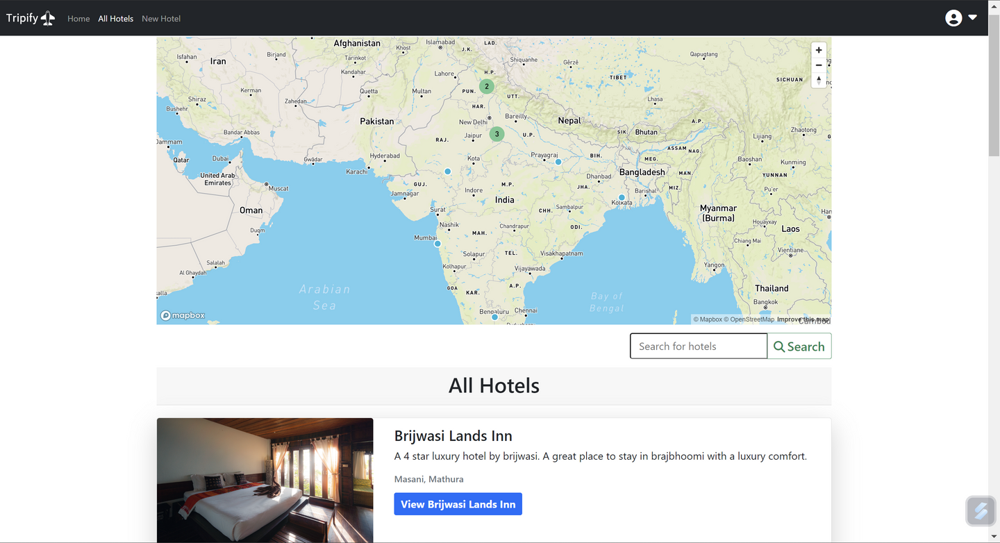 Tripify
Home
All Hotels
New Hotel
Afghanistan
Islamabad
LAD.
Khost
J.K.
Isfahan
Iran
Birjand
Tarinkot
Shiquanhe
Gêrzê
Qapugtang
Kandahar
Lahore
H.P.
TIBET
SICHUAN
2
Kerman
Quetta
Multan
PUN.
UTT.
Shiraz
Zahedan
HAR.
Lhasa
Bushehr
Pakistan
New Delhi
Bareilly
Nepal
A.P.
Bandar Abbas
Jaipur
3
U.P.
SIK.
Bhutan
Lijiang
Zhaotong
Dammam
RAJ.
ASSAM
NAG.
Qatar
Dubai
Gwādar
Hyderabad
Kota
Prayagraj
BIH.
MEG.
Baoshan
Kunming
Karachi
Bangladesh
MAN.
United Arab
Emirates
GUJ.
M.P.
Dhanbad
YUNNAN
Muscat
Jamnagar
Indore
JHA.
Barishal
MIZ.
Pu'er
Oman
India
Kolkata
Surat
CHH.
Sambalpur
Myanmar
(Burma)
Han
Nashik
Chandrapur
ODI.
Houayxay
Laos
Duqm
Mumbai
MAH.
Chiang Mai
Solapur
TEL.
Visakhapatnam
Vientiane
Salalah
Kolhapur
Vijayawada
Yangon
Al Ghaydah
GOA
A.P.
Thailand
Arabian
Sea
KAR.
Bay of
Bengal
Bangkok
Bengaluru
Chennai
mapbox
© Mapbox © OpenStreetMap Improve this map
Search for hotels
Search
All Hotels
Brijwasi Lands Inn
A 4 star luxury hotel by brijwasi. A great place to stay in brajbhoomi with a luxury comfort.
Masani, Mathura
View Brijwasi Lands Inn